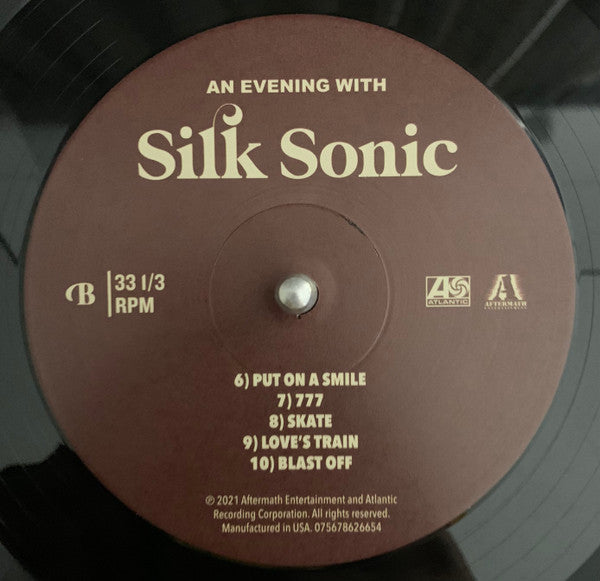 AN EVENING WITH
Silk Sonic
B
33 1/3
RPM
ATLANTIC
AFTERMATH
ENTERTAINMENT
6) PUT ON A SMILE
7) 777
8) SKATE
9) LOVE'S TRAIN
10) BLAST OFF
℗ 2021 Aftermath Entertainment and Atlantic
Recording Corporation. All rights reserved.
Manufactured in USA. 075678626654